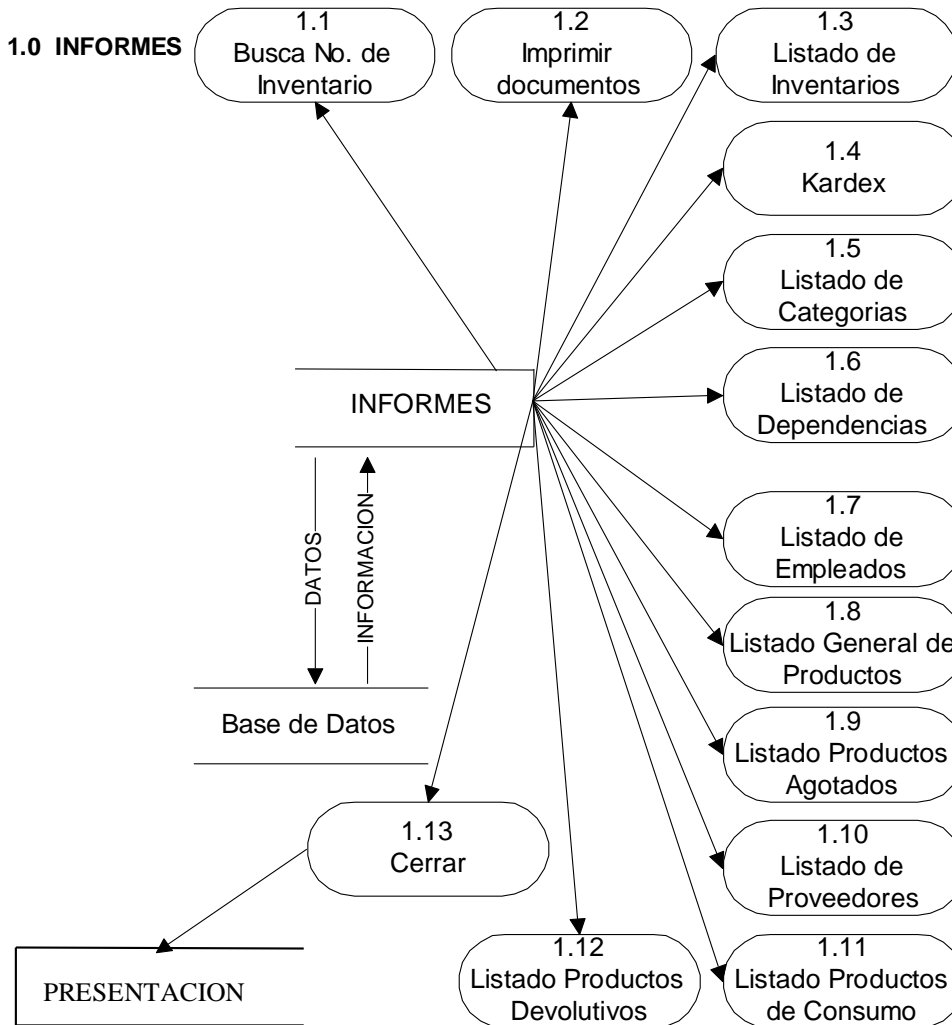 1.0 INFORMES
1.1
Busca No. de
Inventario
1.2
Imprimir
documentos
1.3
Listado de
Inventarios
1.4
Kardex
1.5
Listado de
Categorias
1.6
Listado de
Dependencias
INFORMES
DATOS
INFORMACION
1.7
Listado de
Empleados
1.8
Listado General de
Productos
Base de Datos
1.9
Listado Productos
Agotados
1.13
Cerrar
1.10
Listado de
Proveedores
PRESENTACION
1.12
Listado Productos
Devolutivos
1.11
Listado Productos
de Consumo